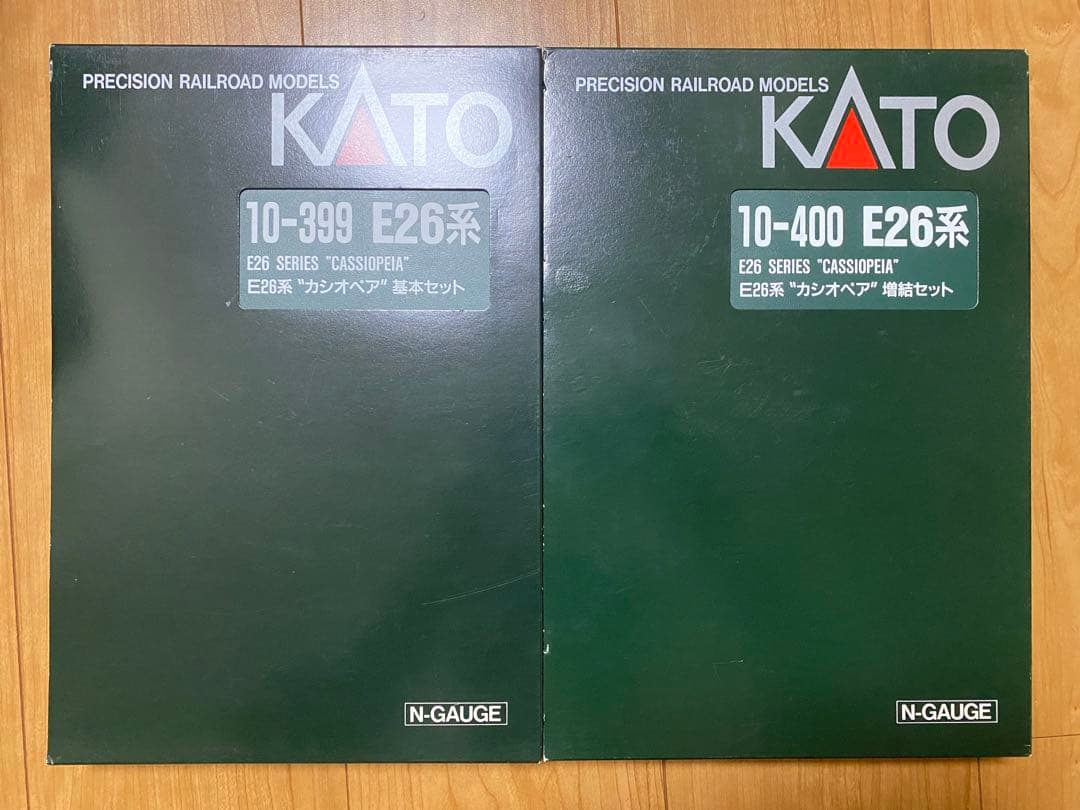 PRECISION RAILROAD MODELS
KATO
10-399 E26系
E26 SERIES "CASSIOPEIA"
E26系 "カシオペア" 基本セット
N-GAUGE
PRECISION RAILROAD MODELS
KATO
10-400 E26系
E26 SERIES "CASSIOPEIA"
E26系 "カシオペア" 増結セット
N-GAUGE